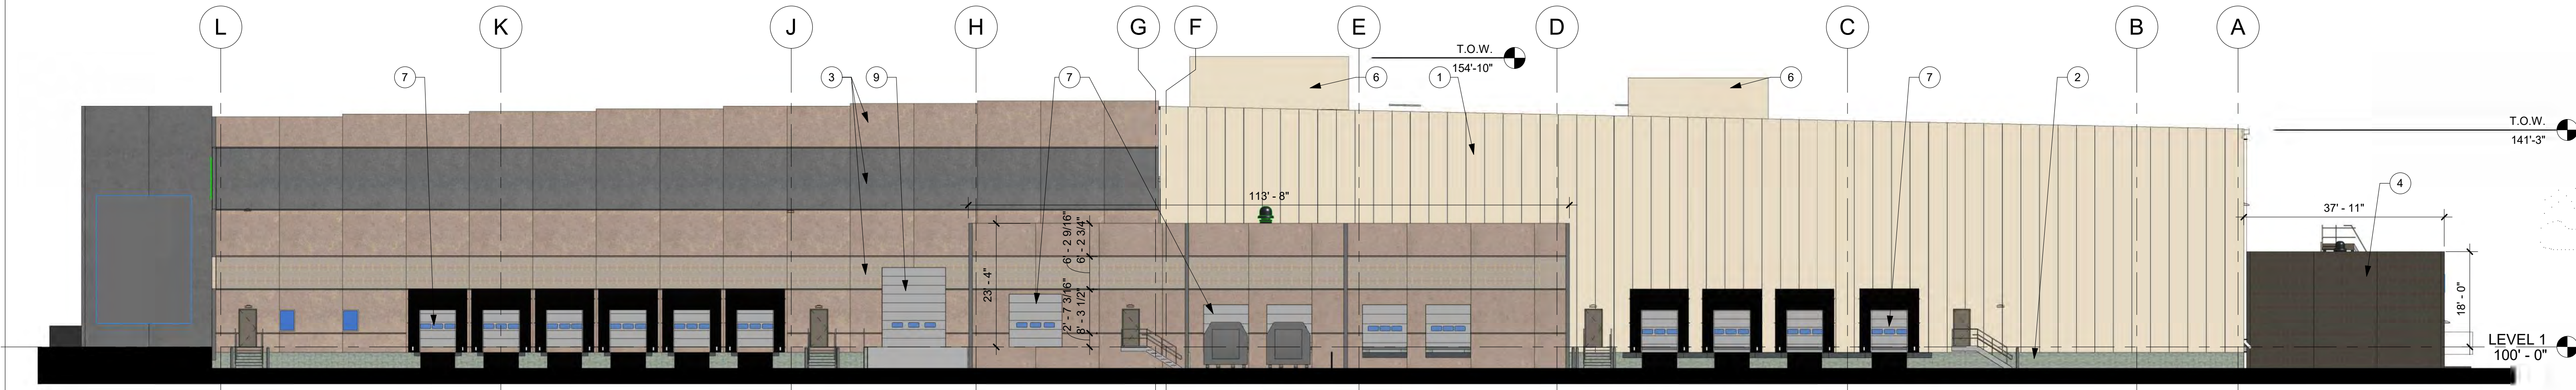 L K J H G F E D C B A
T.O.W.
154'-10"
7 3 9 7 6 1 6 7 2
T.O.W.
141'-3"
4
113' - 8"
37' - 11"
23' - 4"
6' - 2 9/16"
6' - 2 3/4"
2' - 7 3/16"
8' - 3 1/2"
18' - 0"
LEVEL 1
100' - 0"